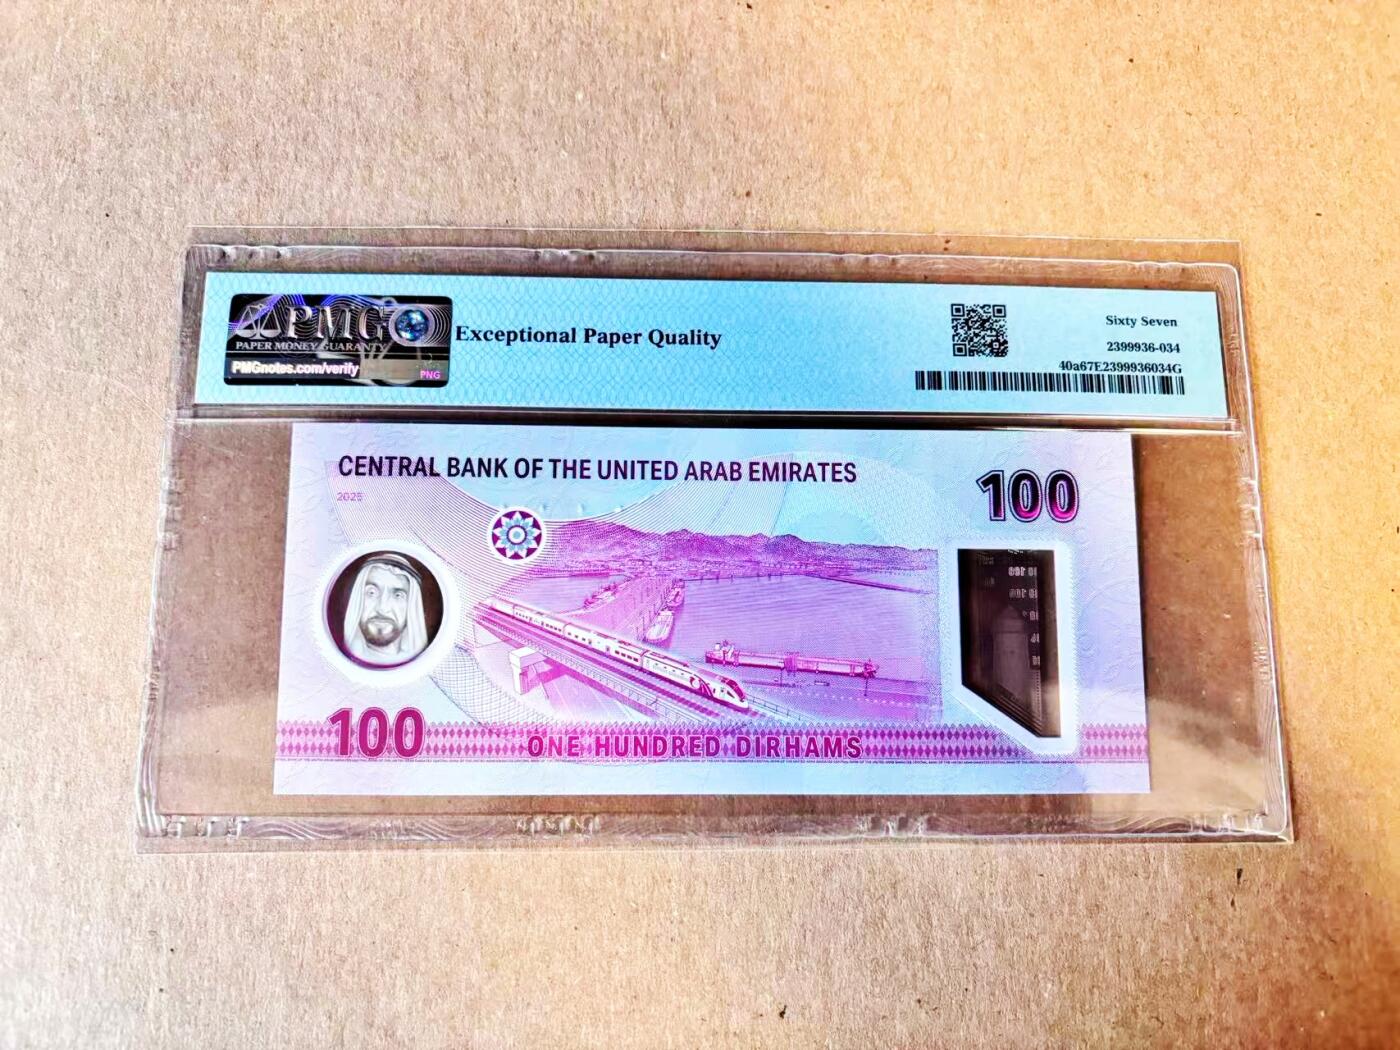 PMG
PAPER MONEY GUARANTY
PMGnotes.com/verify
PNG
Exceptional Paper Quality
Sixty Seven
2399936-034
40a67E2399936034G
CENTRAL BANK OF THE UNITED ARAB EMIRATES
2025
100
100
ONE HUNDRED DIRHAMS